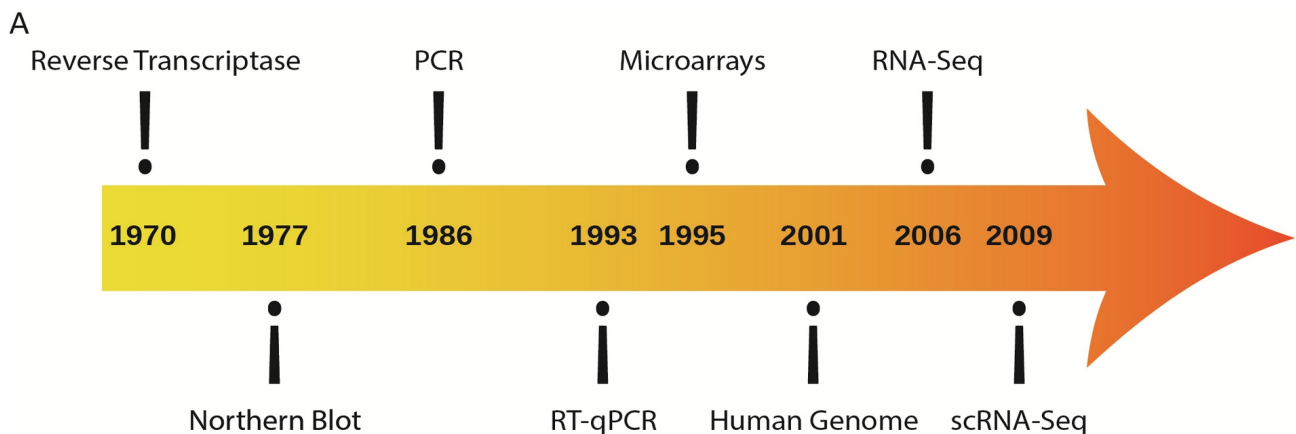 A
Reverse Transcriptase PCR Microarrays RNA-Seq
1970 1977 1986 1993 1995 2001 2006 2009
Northern Blot RT-qPCR Human Genome scRNA-Seq